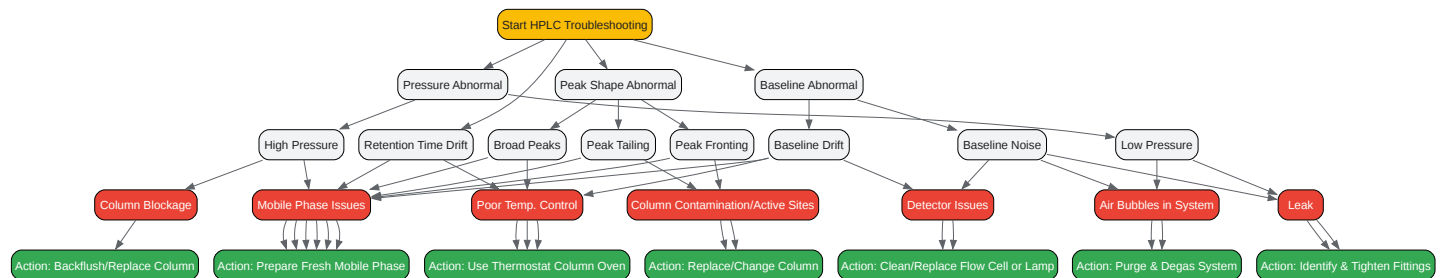 Start HPLC Troubleshooting
Pressure Abnormal
Peak Shape Abnormal
Baseline Abnormal
High Pressure
Retention Time Drift
Broad Peaks
Peak Tailing
Peak Fronting
Baseline Drift
Baseline Noise
Low Pressure
Column Blockage
Mobile Phase Issues
Poor Temp. Control
Column Contamination/Active Sites
Detector Issues
Air Bubbles in System
Leak
Action: Backflush/Replace Column
Action: Prepare Fresh Mobile Phase
Action: Use Thermostat Column Oven
Action: Replace/Change Column
Action: Clean/Replace Flow Cell or Lamp
Action: Purge & Degas System
Action: Identify & Tighten Fittings